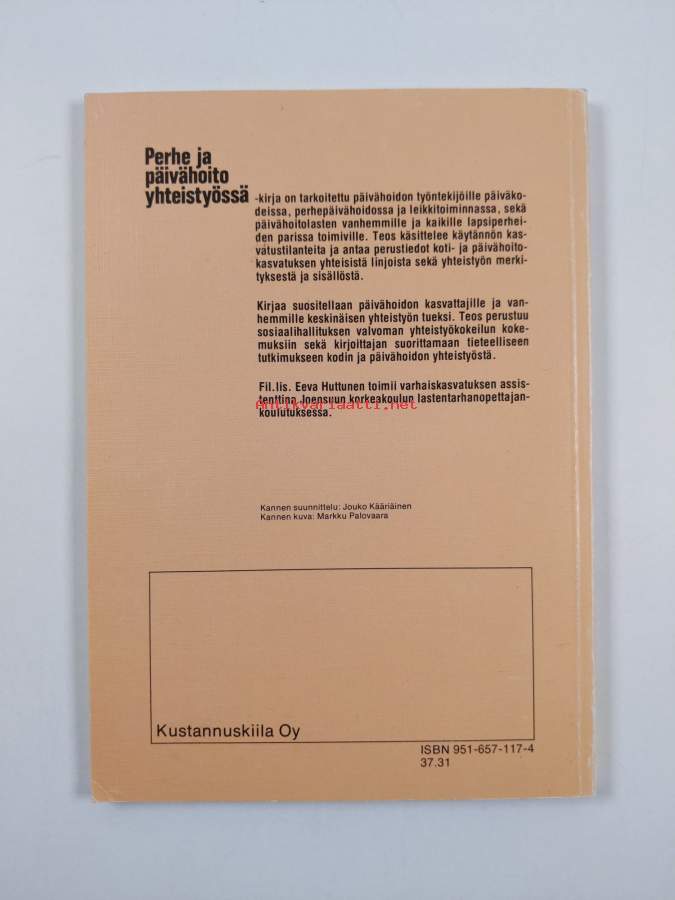 Perhe ja
päivähoito
yhteistyössä -kirja on tarkoitettu päivähoidon työntekijöille päiväko-
deissa, perhepäivähoidossa ja leikkitoiminnassa, sekä
päivähoitolasten vanhemmille ja kaikille lapsiperhei-
den parissa toimiville. Teos käsittelee käytännön kas-
vatustilanteita ja antaa perustiedot koti- ja päivähoito-
kasvatuksen yhteisistä linjoista sekä yhteistyön merki-
tyksestä ja sisällöstä.
Kirjaa suositellaan päivähoidon kasvattajille ja van-
hemmille keskinäisen yhteistyön tueksi. Teos perustuu
sosiaalihallituksen valvoman yhteistyökokeilun koke-
muksiin sekä kirjoittajan suorittamaan tieteelliseen
tutkimukseen kodin ja päivähoidon yhteistyöstä.
Fil.lis. Eeva Huttunen toimii varhaiskasvatuksen assis-
tenttina Joensuun korkeakoulun lastentarhanopettajan-
koulutuksessa.
Antikvariaatti.net
Kannen suunnittelu: Jouko Kääriäinen
Kannen kuva: Markku Palovaara
Kustannuskiila Oy
ISBN 951-657-117-4
37.31